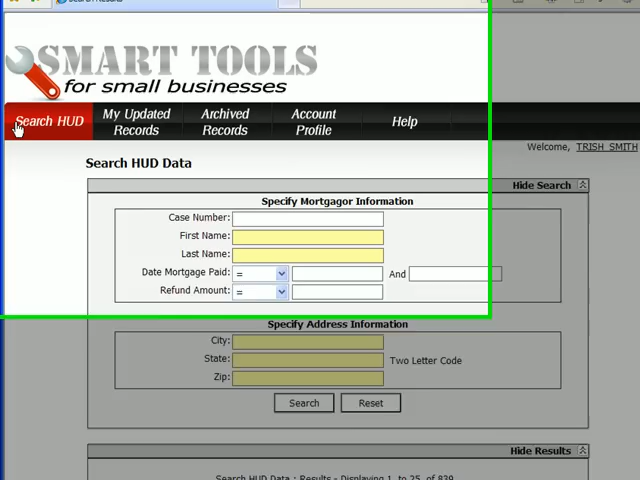 SMART TOOLS
for small businesses
Search HUD
My Updated Records
Archived Records
Account Profile
Help
Welcome, TRISH SMITH
Search HUD Data
Hide Search
Specify Mortgagor Information
Case Number:
First Name:
Last Name:
Date Mortgage Paid: = And
Refund Amount: =
Specify Address Information
City:
State: Two Letter Code
Zip:
Search Reset
Hide Results
Search HUD Data : Results - Displaying 1 to 25 of 839